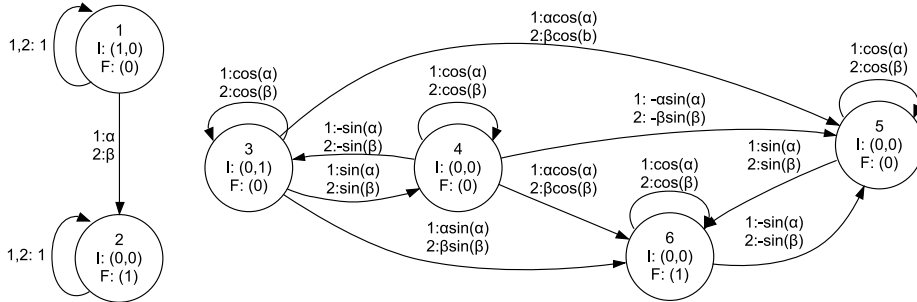 1
I: (1,0)
F: (0)
1,2: 1
1:α
2:β
2
I: (0,0)
F: (1)
1,2: 1
1:αcos(α)
2:βcos(b)
1:cos(α)
2:cos(β)
3
I: (0,1)
F: (0)
1:cos(α)
2:cos(β)
4
I: (0,0)
F: (0)
1:-sin(α)
2:-sin(β)
1:sin(α)
2:sin(β)
1: -αsin(α)
2: -βsin(β)
1:cos(α)
2:cos(β)
5
I: (0,0)
F: (0)
1:αcos(α)
2:βcos(β)
1:sin(α)
2:sin(β)
1:cos(α)
2:cos(β)
6
I: (0,0)
F: (1)
1:αsin(α)
2:βsin(β)
1:-sin(α)
2:-sin(β)